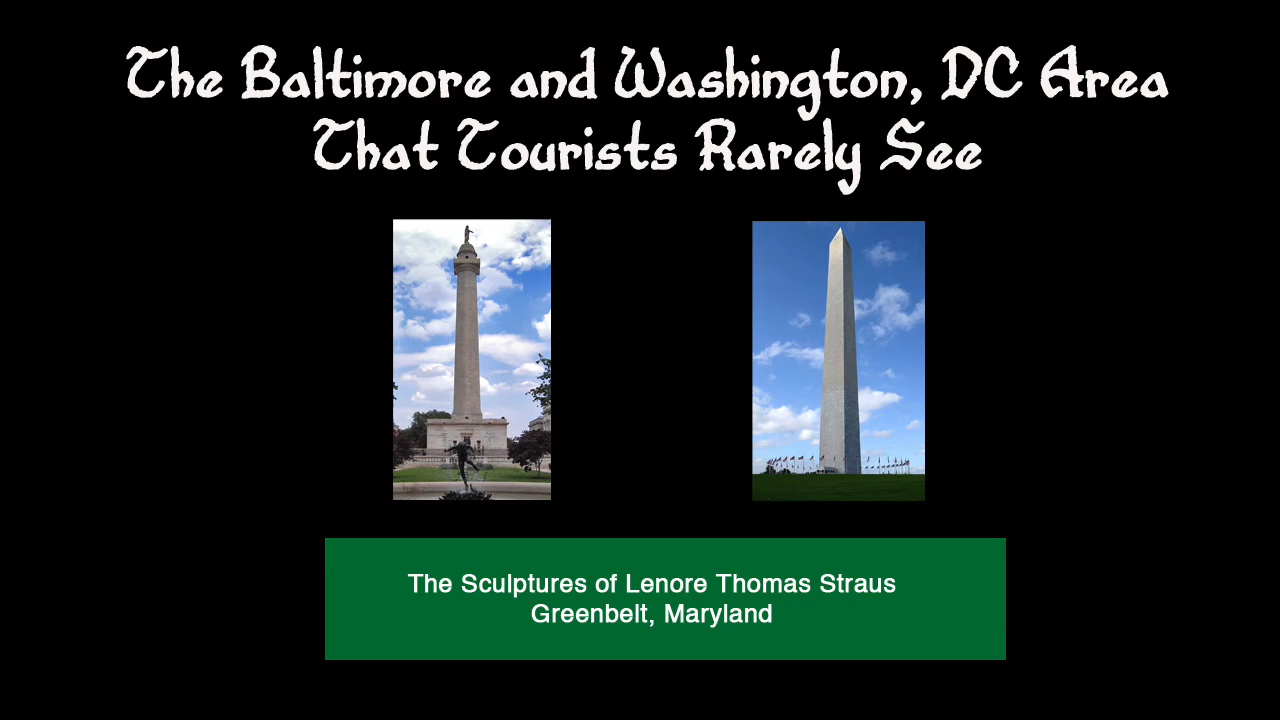 The Baltimore and Washington, DC Area
That Tourists Rarely See
The Sculptures of Lenore Thomas Straus
Greenbelt, Maryland